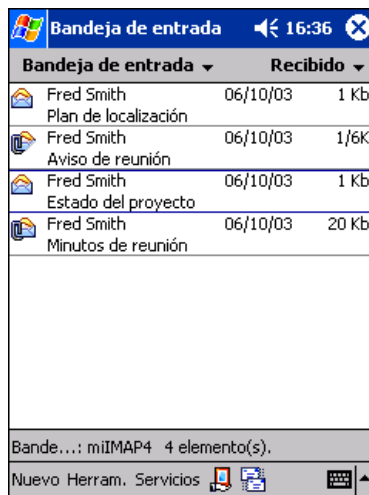 Bandeja de entrada 16:36
Bandeja de entrada Recibido
Fred Smith 06/10/03 1 Kb
Plan de localización
Fred Smith 06/10/03 1/6K
Aviso de reunión
Fred Smith 06/10/03 1 Kb
Estado del proyecto
Fred Smith 06/10/03 20 Kb
Minutos de reunión
Bande...: miIMAP4 4 elemento(s).
Nuevo Herram. Servicios